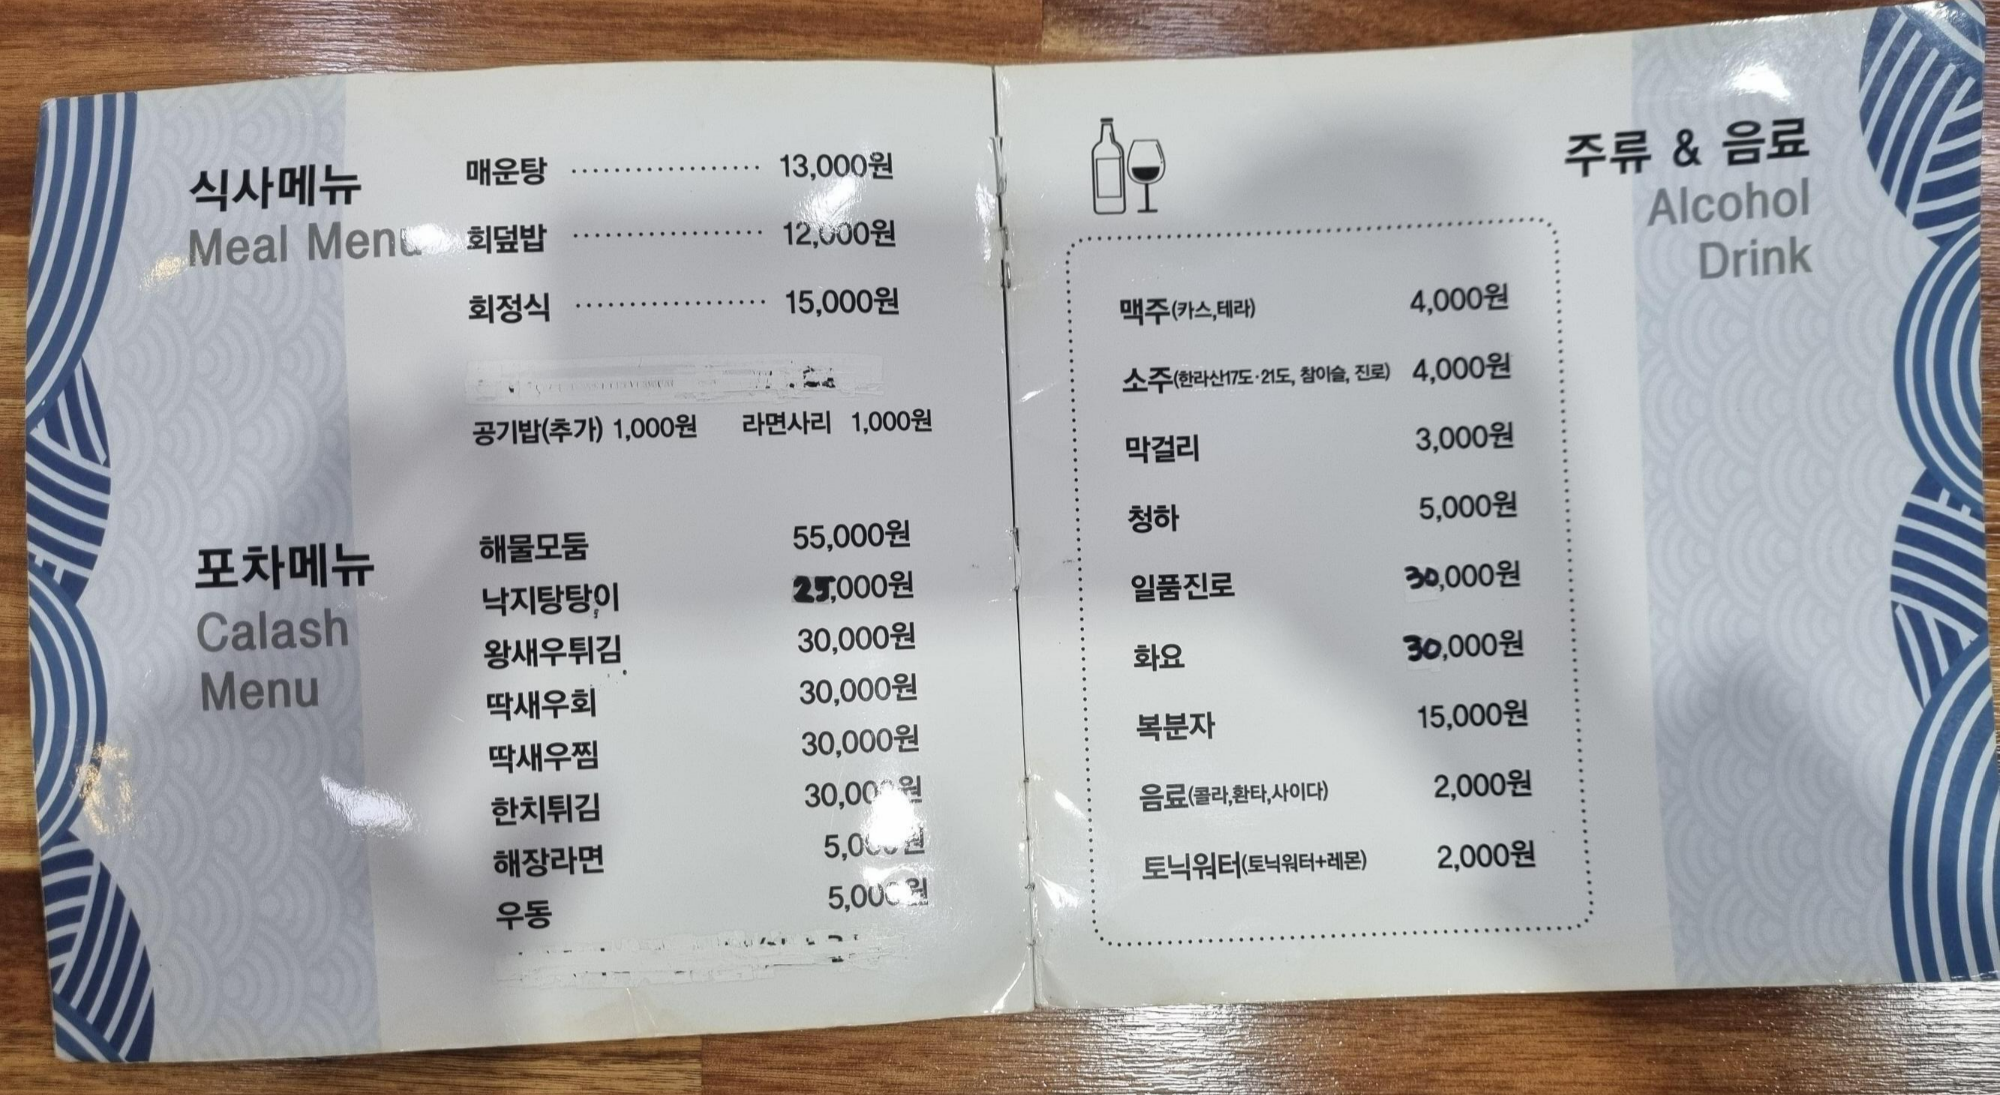 식사메뉴
Meal Menu
매운탕 ·················· 13,000원
회덮밥 ·················· 12,000원
회정식 ·················· 15,000원
공기밥(추가) 1,000원 라면사리 1,000원
포차메뉴
Calash
Menu
해물모둠 55,000원
낙지탕탕이 25,000원
왕새우튀김 30,000원
딱새우회 30,000원
딱새우찜 30,000원
한치튀김 30,000원
해장라면 5,000원
우동 5,000원
주류 & 음료
Alcohol
Drink
맥주(카스,테라) 4,000원
소주(한라산17도·21도, 참이슬, 진로) 4,000원
막걸리 3,000원
청하 5,000원
일품진로 30,000원
화요 30,000원
복분자 15,000원
음료(콜라,환타,사이다) 2,000원
토닉워터(토닉워터+레몬) 2,000원